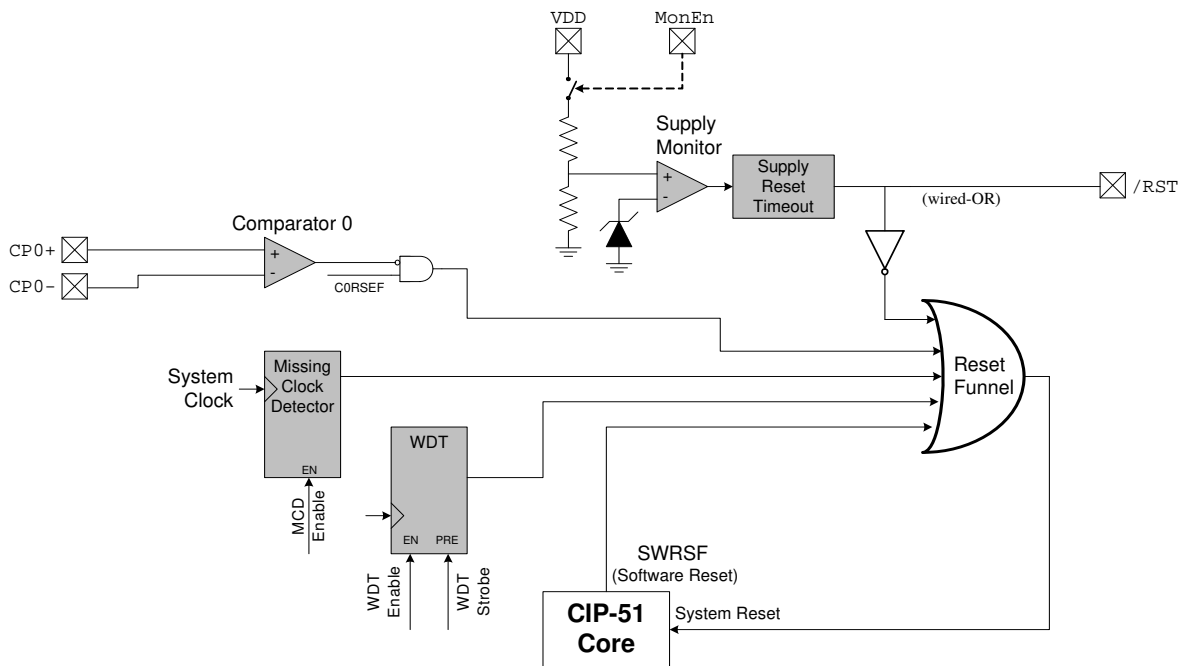 VDD
MonEn
Supply
Monitor
+
-
Supply
Reset
Timeout
(wired-OR)
/RST
Comparator 0
CP0+
CP0-
+
-
C0RSEF
System
Clock
Missing
Clock
Detector
EN
MCD
Enable
WDT
EN
PRE
WDT
Enable
WDT
Strobe
Reset
Funnel
SWRSF
(Software Reset)
CIP-51
Core
System Reset